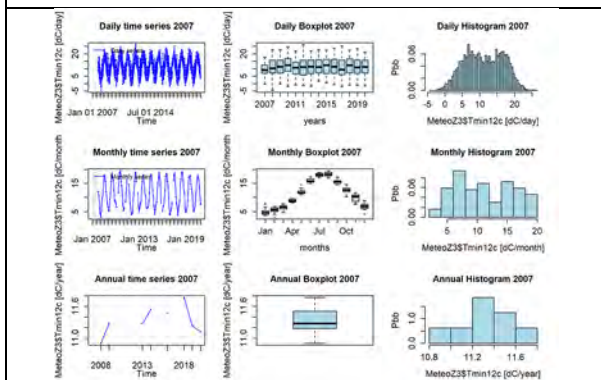 Daily time series 2007
MeteoZ3$Tmin12c [dC/day]
20
-5
Jan 01 2007 Jul 01 2014
Time
Daily Boxplot 2007
MeteoZ3$Tmin12c [dC/day]
20
-5
2007 2011 2015 2019
years
Daily Histogram 2007
Pbb
0.06
0.00
-5 0 5 10 20
MeteoZ3$Tmin12c [dC/day]
Monthly time series 2007
MeteoZ3$Tmin12c [dC/month]
15
5
Jan 2007 Jan 2013 Jan 2019
Time
Monthly Boxplot 2007
MeteoZ3$Tmin12c [dC/month]
15
5
Jan Apr Jul Oct
months
Monthly Histogram 2007
Pbb
0.06
0.00
5 10 15 20
MeteoZ3$Tmin12c [dC/month]
Annual time series 2007
MeteoZ3$Tmin12c [dC/year]
11.6
11.0
2008 2013 2018
Time
Annual Boxplot 2007
MeteoZ3$Tmin12c [dC/year]
11.6
11.0
Annual Histogram 2007
Pbb
1.0
0.0
10.8 11.2 11.6
MeteoZ3$Tmin12c [dC/year]